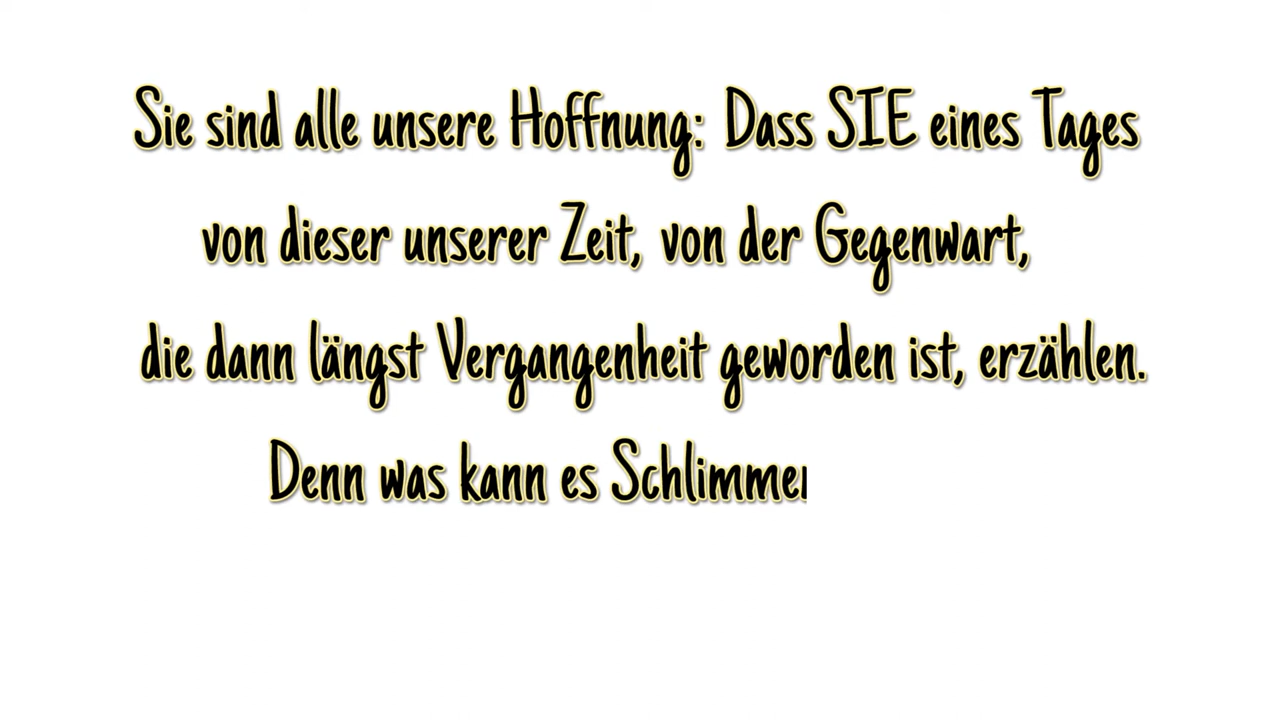 Sie sind alle unsere Hoffnung: Dass SIE eines Tages
von dieser unserer Zeit, von der Gegenwart,
die dann längst Vergangenheit geworden ist, erzählen.
Denn was kann es Schlimmer